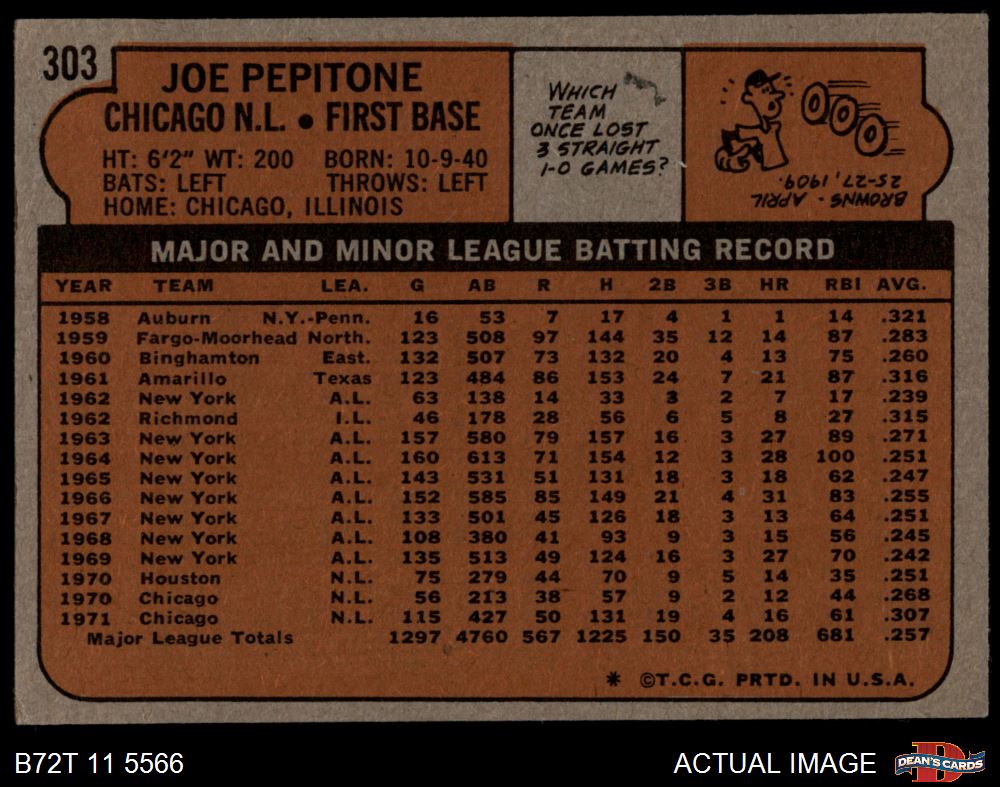 303
JOE PEPITONE
CHICAGO N.L. • FIRST BASE
HT: 6'2" WT: 200 BORN: 10-9-40
BATS: LEFT THROWS: LEFT
HOME: CHICAGO, ILLINOIS
WHICH
TEAM
ONCE LOST
3 STRAIGHT
1-0 GAMES?
BROWNS - APRIL
25-27, 1909.
MAJOR AND MINOR LEAGUE BATTING RECORD
YEAR TEAM LEA. G AB R H 2B 3B HR RBI AVG.
1958 Auburn N.Y.-Penn. 16 53 7 17 4 1 1 14 .321
1959 Fargo-Moorhead North. 123 508 97 144 35 12 14 87 .283
1960 Binghamton East. 132 507 73 132 20 4 13 75 .260
1961 Amarillo Texas 123 484 86 153 24 7 21 87 .316
1962 New York A.L. 63 138 14 33 3 2 7 17 .239
1962 Richmond I.L. 46 178 28 56 6 5 8 27 .315
1963 New York A.L. 157 580 79 157 16 3 27 89 .271
1964 New York A.L. 160 613 71 154 12 3 28 100 .251
1965 New York A.L. 143 531 51 131 18 3 18 62 .247
1966 New York A.L. 152 585 85 149 21 4 31 83 .255
1967 New York A.L. 133 501 45 126 18 3 13 64 .251
1968 New York A.L. 108 380 41 93 9 3 15 56 .245
1969 New York A.L. 135 513 49 124 16 3 27 70 .242
1970 Houston N.L. 75 279 44 70 9 5 14 35 .251
1970 Chicago N.L. 56 213 38 57 9 2 12 44 .268
1971 Chicago N.L. 115 427 50 131 19 4 16 61 .307
Major League Totals 1297 4760 567 1225 150 35 208 681 .257
* ©T.C.G. PRTD. IN U.S.A.
B72T 11 5566
ACTUAL IMAGE
DEAN'S CARDS